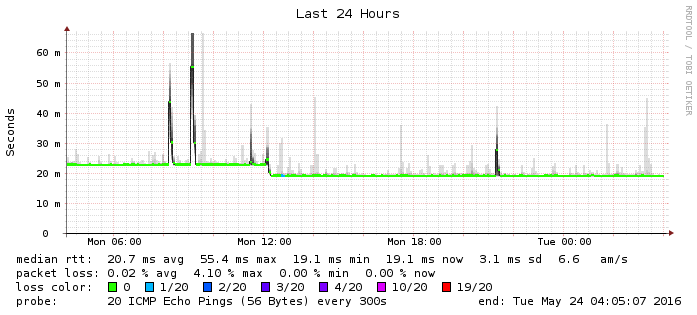 Last 24 Hours
RRDTOOL / TOBI OETIKER
Seconds
60 m
50 m
40 m
30 m
20 m
10 m
0
Mon 06:00 Mon 12:00 Mon 18:00 Tue 00:00
median rtt: 20.7 ms avg 55.4 ms max 19.1 ms min 19.1 ms now 3.1 ms sd 6.6 am/s
packet loss: 0.02 % avg 4.10 % max 0.00 % min 0.00 % now
loss color: 0 1/20 2/20 3/20 4/20 10/20 19/20
probe: 20 ICMP Echo Pings (56 Bytes) every 300s end: Tue May 24 04:05:07 2016